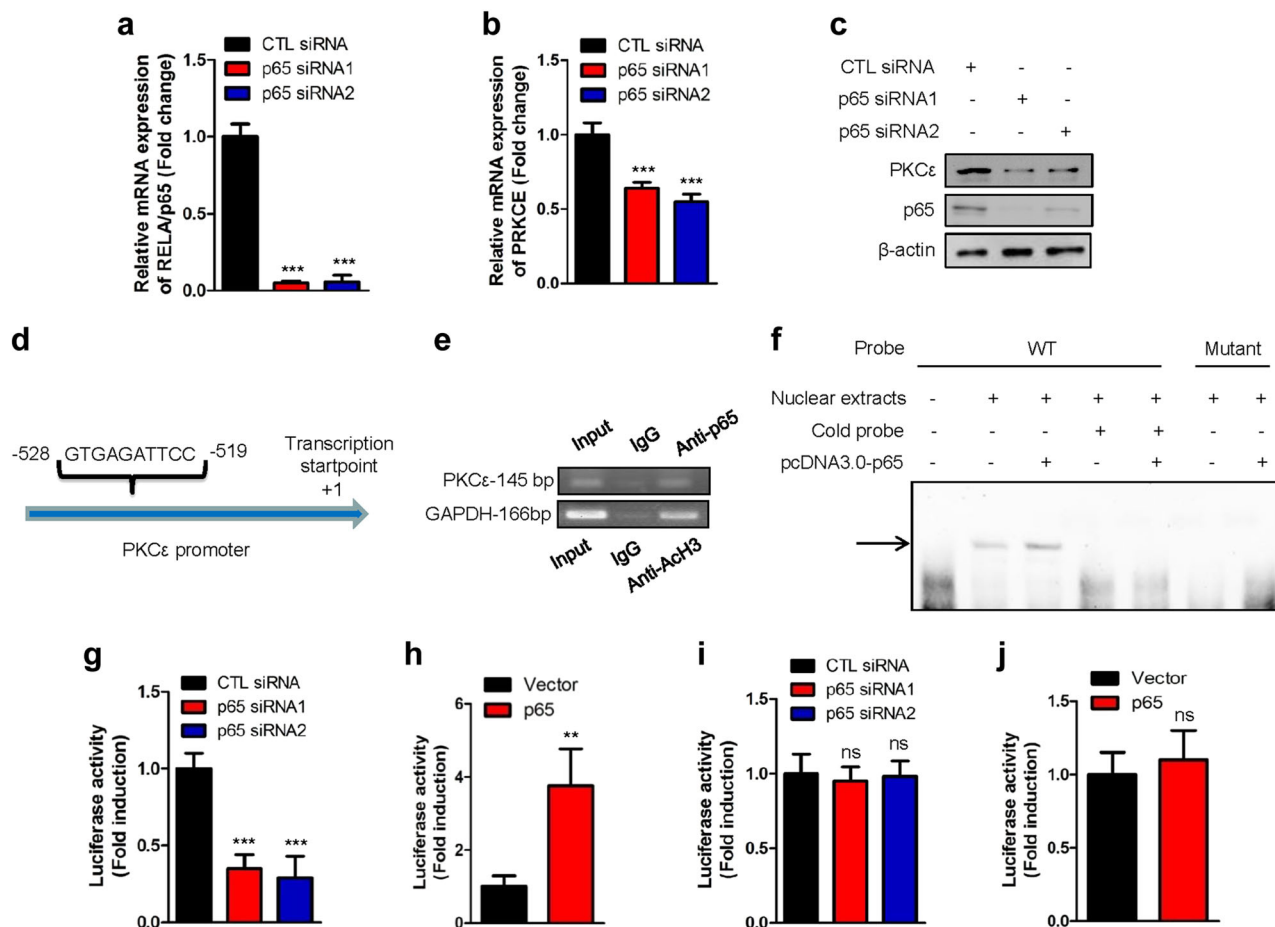 a
CTL siRNA
p65 siRNA1
p65 siRNA2
Relative mRNA expression
of RELA/p65 (Fold change)
1.5
1.0
0.5
0.0
***
***
b
CTL siRNA
p65 siRNA1
p65 siRNA2
Relative mRNA expression
of PRKCE (Fold change)
1.5
1.0
0.5
0.0
***
***
c
CTL siRNA + - -
p65 siRNA1 - + -
p65 siRNA2 - - +
PKCε
p65
β-actin
d
-528 GTGAGATTCC -519
Transcription
startpoint
+1
PKCε promoter
e
Input IgG Anti-p65
PKCε-145 bp
GAPDH-166bp
Input IgG Anti-AcH3
f
Probe WT Mutant
Nuclear extracts - + + + + + +
Cold probe - - - + + - -
pcDNA3.0-p65 - - + - + - +
g
CTL siRNA
p65 siRNA1
p65 siRNA2
Luciferase activity
(Fold induction)
1.5
1.0
0.5
0.0
***
***
h
Vector
p65
Luciferase activity
(Fold induction)
6
4
2
0
**
i
CTL siRNA
p65 siRNA1
p65 siRNA2
Luciferase activity
(Fold induction)
1.5
1.0
0.5
0.0
ns
ns
j
Vector
p65
Luciferase activity
(Fold induction)
1.5
1.0
0.5
0.0
ns